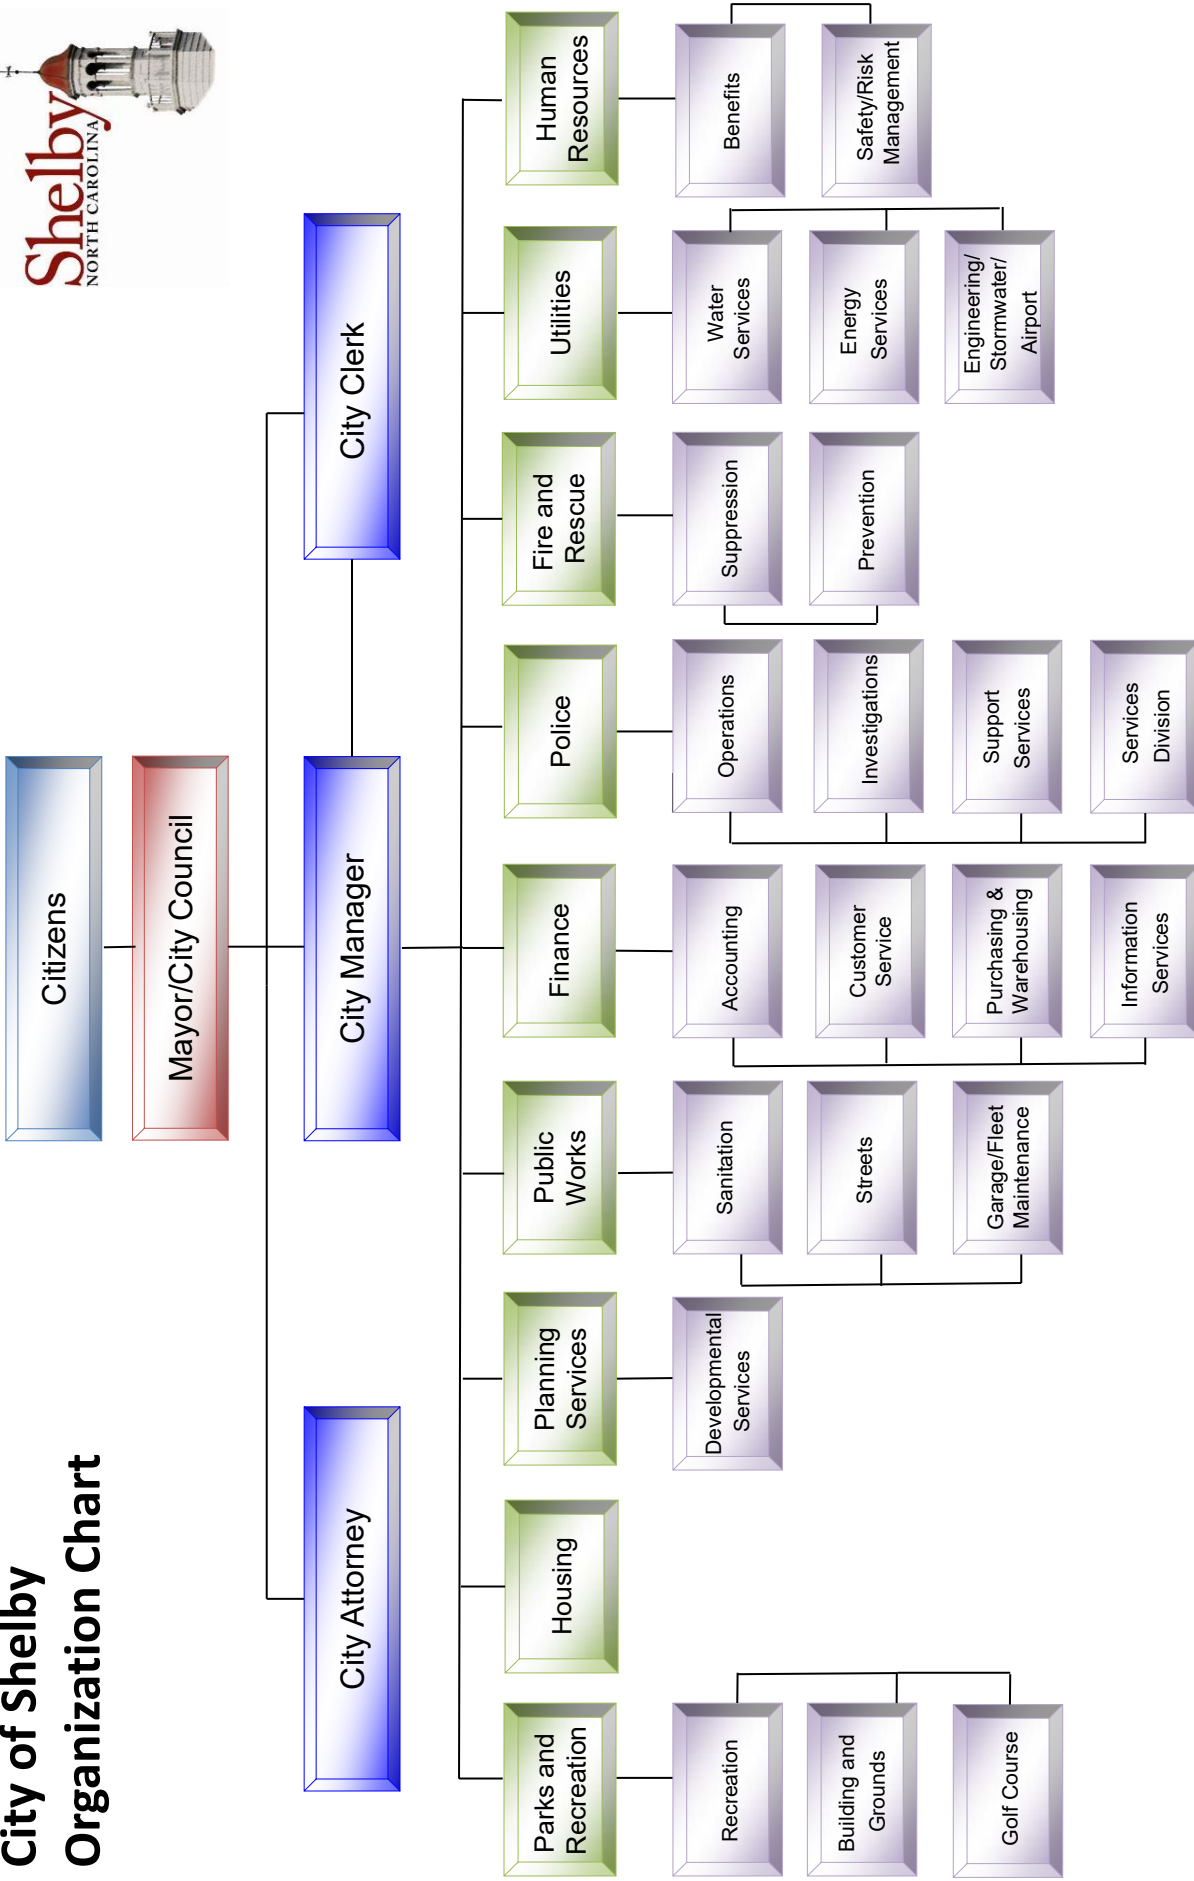 City of Shelby
Organization Chart
Shelby
NORTH CAROLINA
Citizens
Mayor/City Council
City Attorney
City Manager
City Clerk
Parks and
Recreation
Housing
Planning
Services
Public
Works
Finance
Police
Fire and
Rescue
Utilities
Human
Resources
Recreation
Building and
Grounds
Golf Course
Developmental
Services
Sanitation
Streets
Garage/Fleet
Maintenance
Accounting
Customer
Service
Purchasing &
Warehousing
Information
Services
Operations
Investigations
Support
Services
Services
Division
Suppression
Prevention
Water
Services
Energy
Services
Engineering/
Stormwater/
Airport
Benefits
Safety/Risk
Management